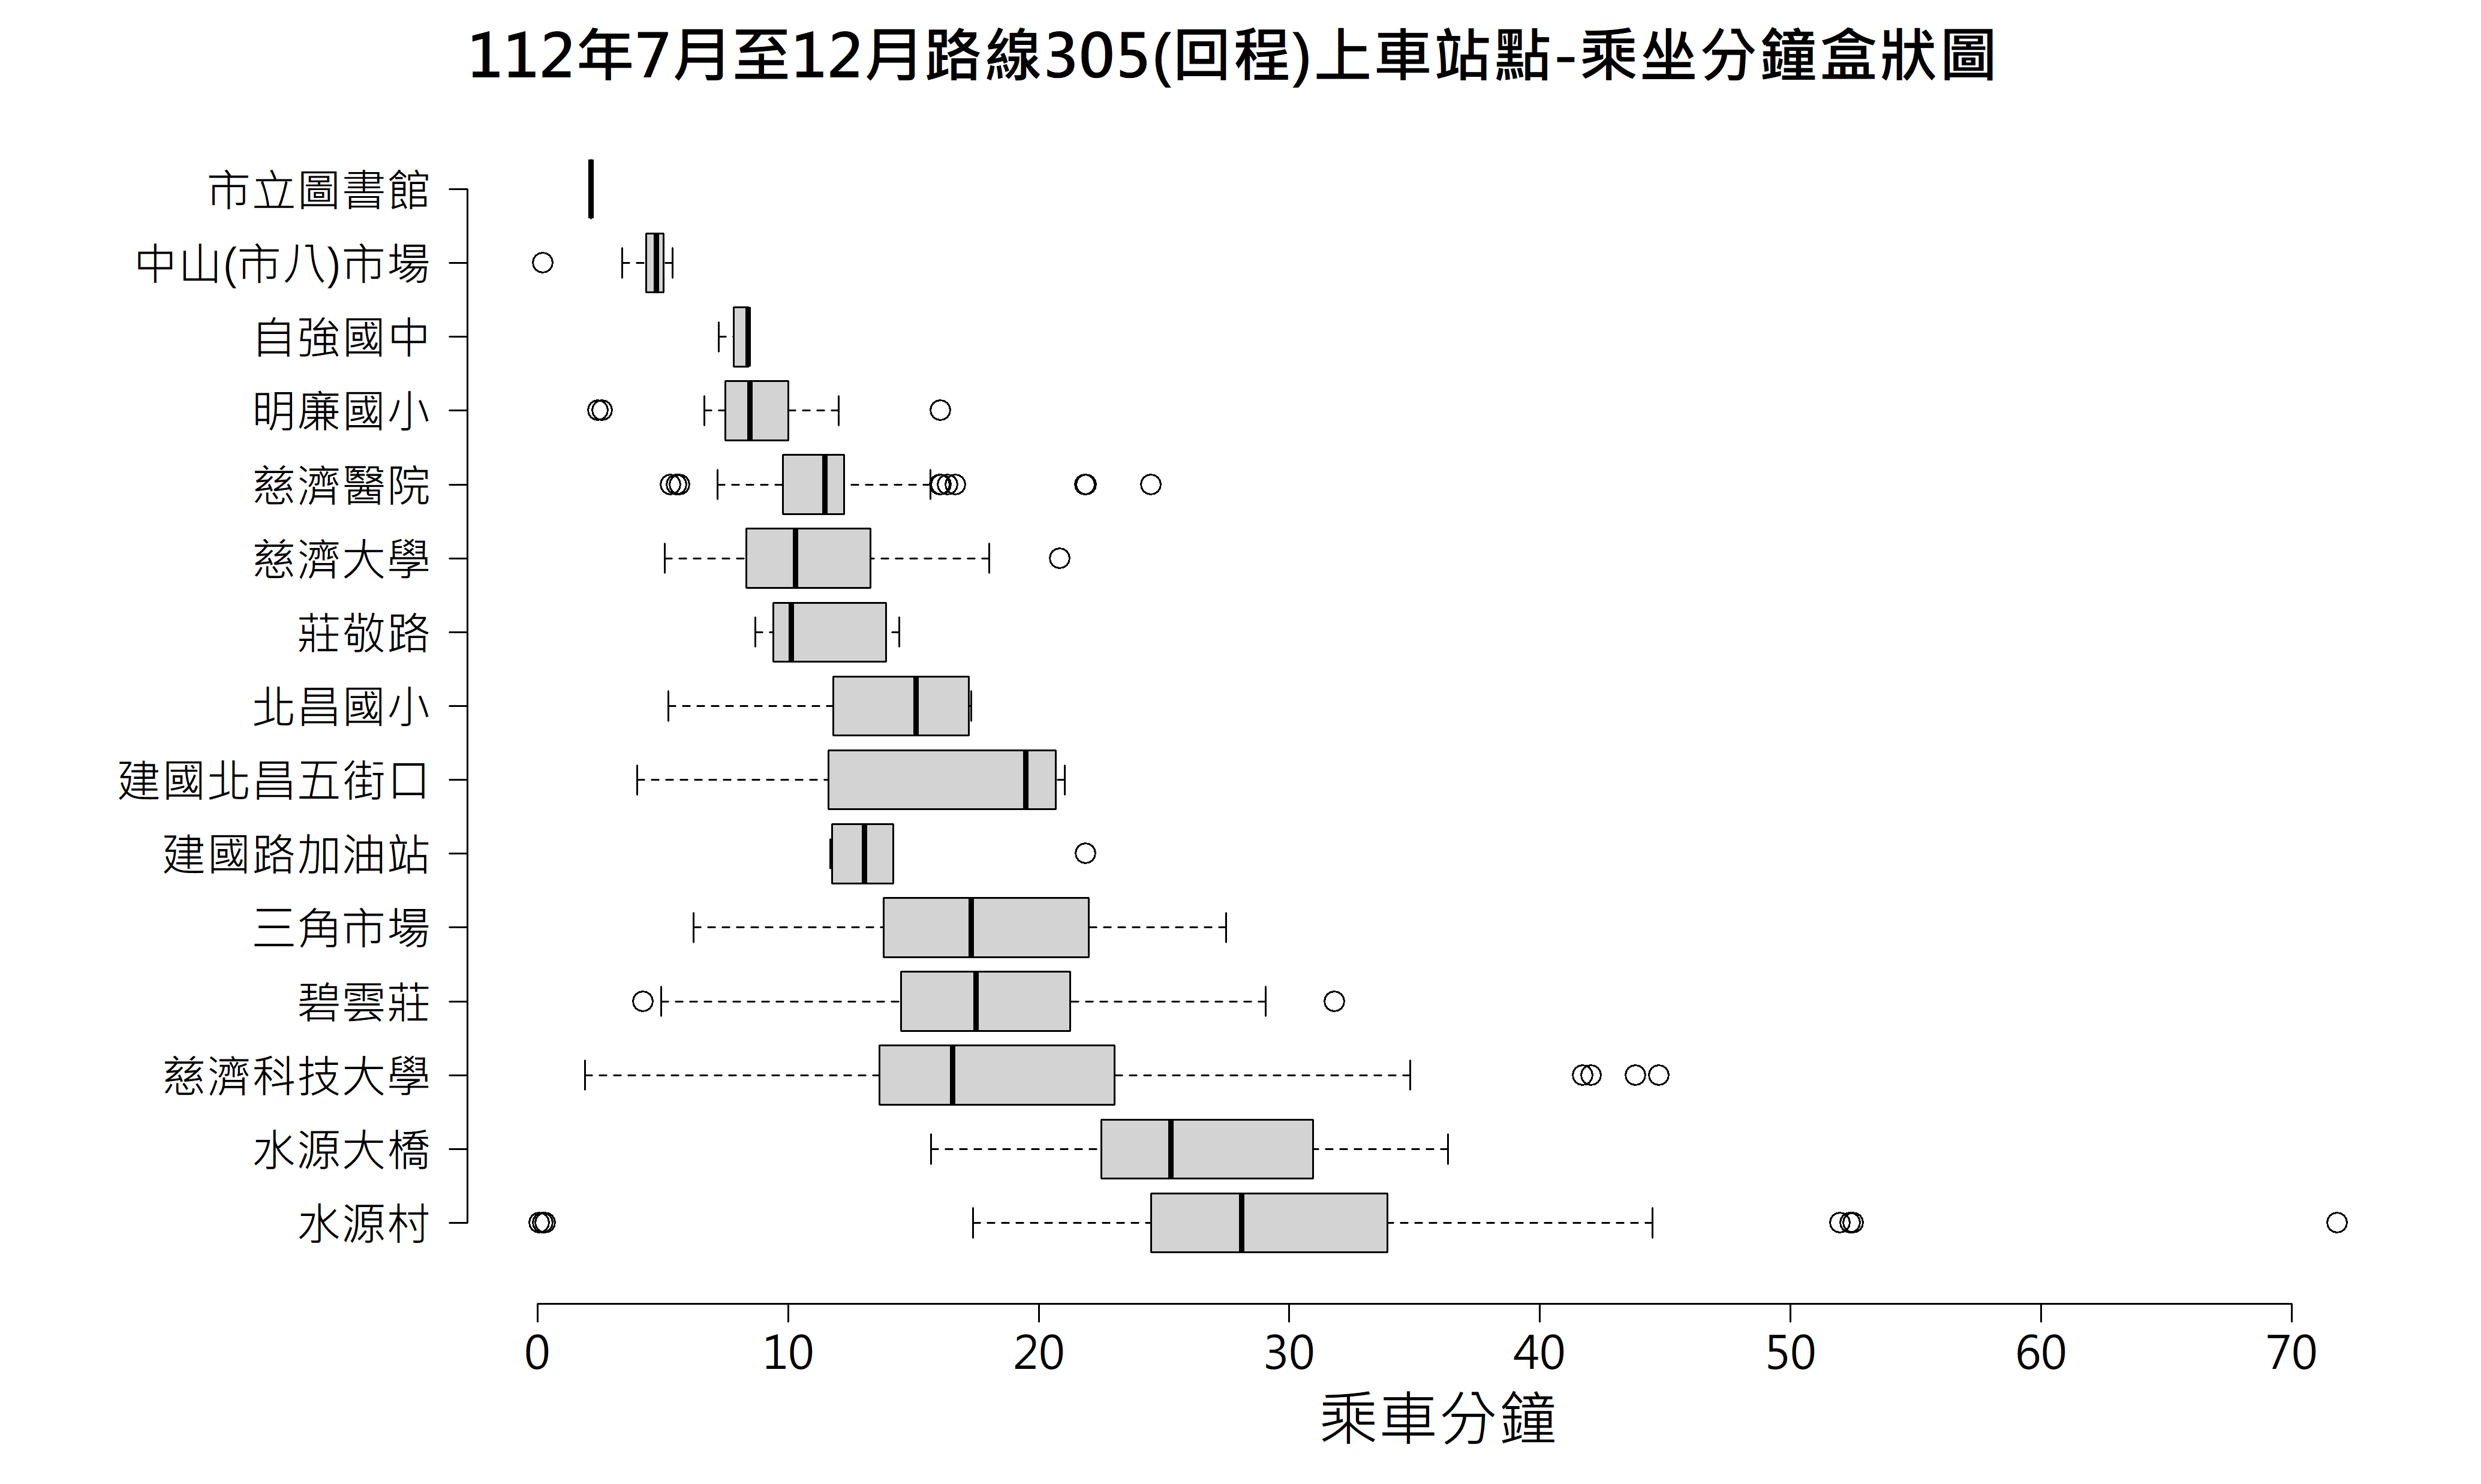 112年7月至12月路線305(回程)上車站點-乘坐分鐘盒狀圖
市立圖書館
中山(市八)市場
自強國中
明廉國小
慈濟醫院
慈濟大學
莊敬路
北昌國小
建國北昌五街口
建國路加油站
三角市場
碧雲莊
慈濟科技大學
水源大橋
水源村
0 10 20 30 40 50 60 70
乘車分鐘